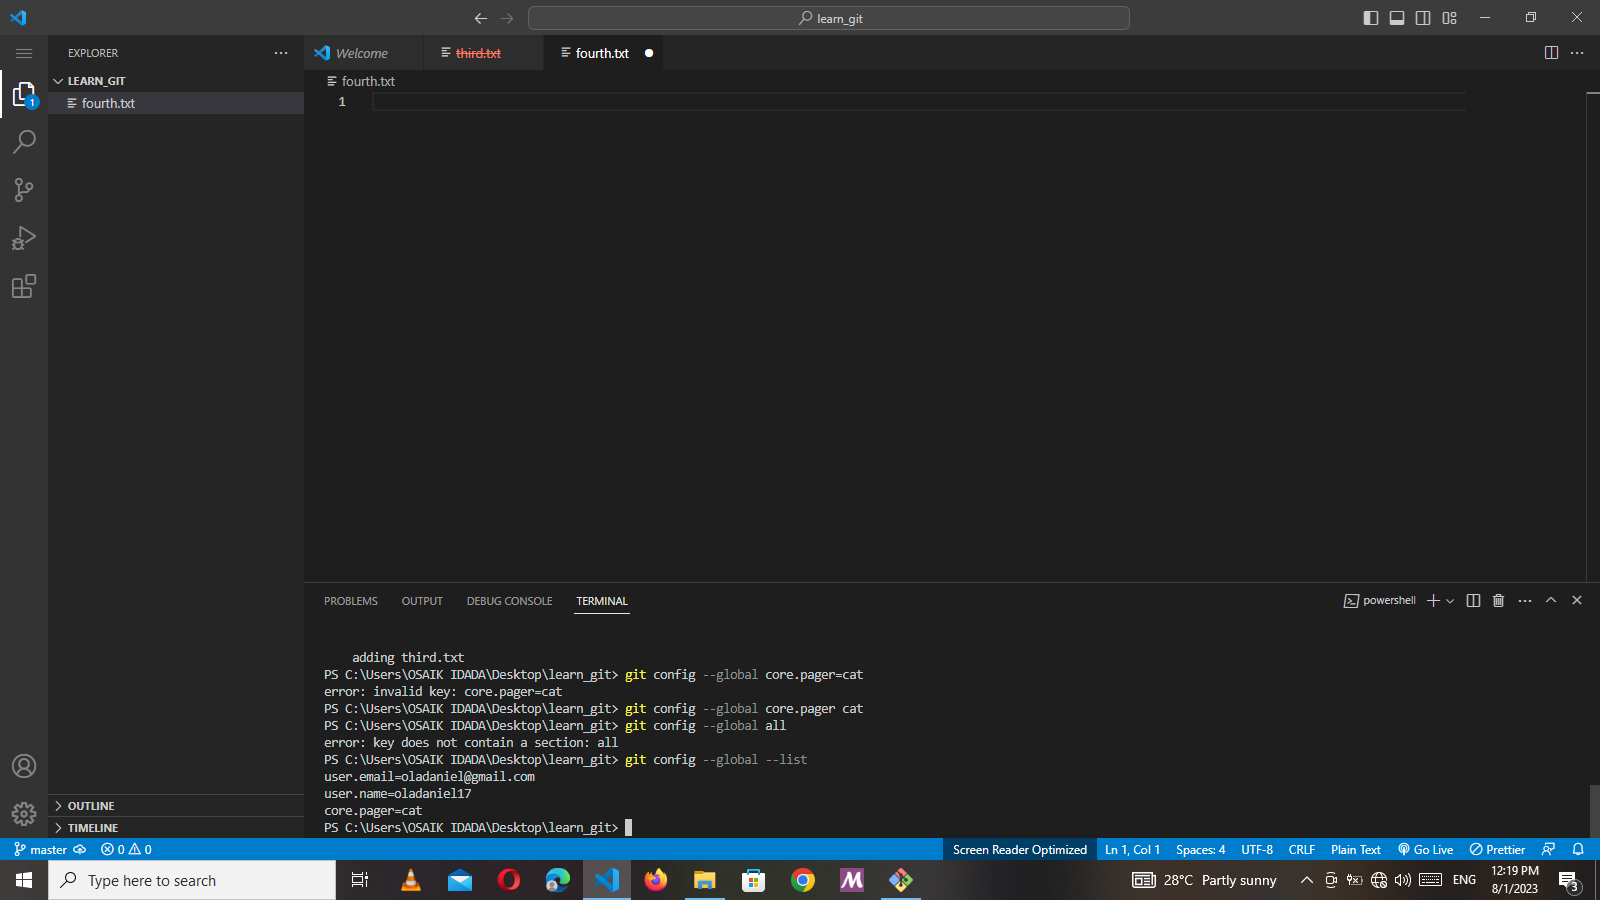 learn_git
EXPLORER
LEARN_GIT
fourth.txt
1
OUTLINE
TIMELINE
Welcome
third.txt
fourth.txt
fourth.txt
1
PROBLEMS
OUTPUT
DEBUG CONSOLE
TERMINAL
powershell
adding third.txt
PS C:\Users\OSAIK IDADA\Desktop\learn_git> git config --global core.pager=cat
error: invalid key: core.pager=cat
PS C:\Users\OSAIK IDADA\Desktop\learn_git> git config --global core.pager cat
PS C:\Users\OSAIK IDADA\Desktop\learn_git> git config --global all
error: key does not contain a section: all
PS C:\Users\OSAIK IDADA\Desktop\learn_git> git config --global --list
user.email=oladaniel@gmail.com
user.name=oladaniel17
core.pager=cat
PS C:\Users\OSAIK IDADA\Desktop\learn_git>
master 0 0 Screen Reader Optimized Ln 1, Col 1 Spaces: 4 UTF-8 CRLF Plain Text Go Live Prettier
Type here to search
28°C Partly sunny
ENG
12:19 PM
8/1/2023
3